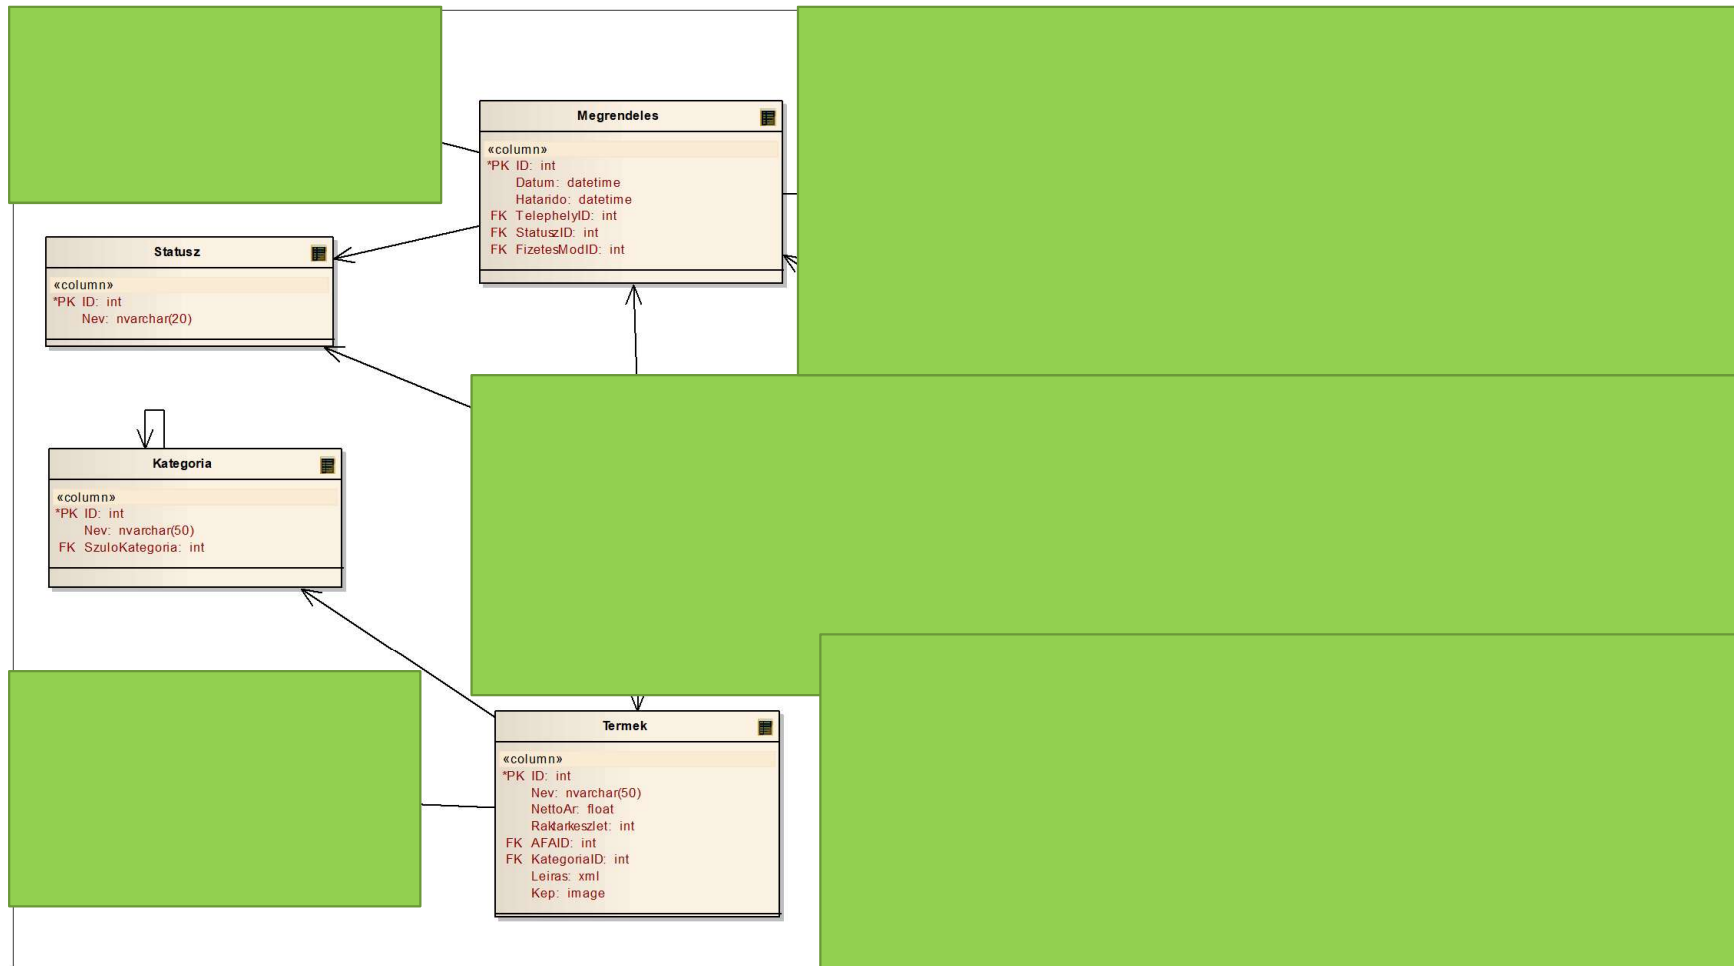 Megrendeles
«column»
*PK ID: int
Datum: datetime
Hatarido: datetime
FK TelephelyID: int
FK StatuszID: int
FK FizetesModID: int
Statusz
«column»
*PK ID: int
Nev: nvarchar(20)
Kategoria
«column»
*PK ID: int
Nev: nvarchar(50)
FK SzuloKategoria: int
Termek
«column»
*PK ID: int
Nev: nvarchar(50)
NettoAr: float
Raktarkeszlet: int
FK AFAID: int
FK KategoriaID: int
Leiras: xml
Kep: image